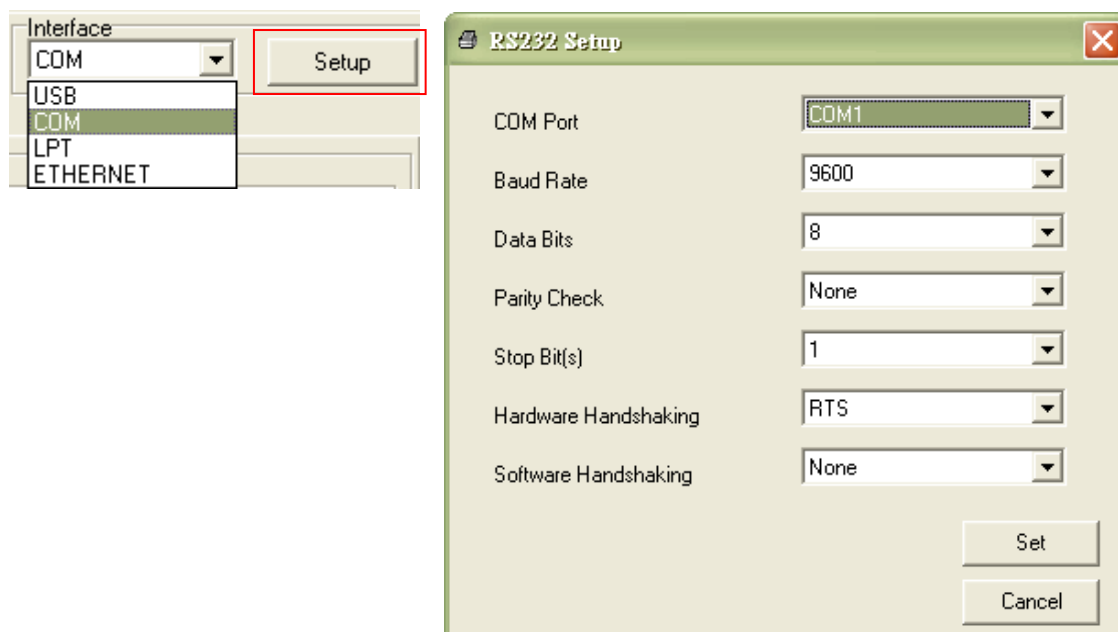 Interface
COM
Setup
USB
COM
LPT
ETHERNET
RS232 Setup
COM Port
COM1
Baud Rate
9600
Data Bits
8
Parity Check
None
Stop Bit(s)
1
Hardware Handshaking
RTS
Software Handshaking
None
Set
Cancel